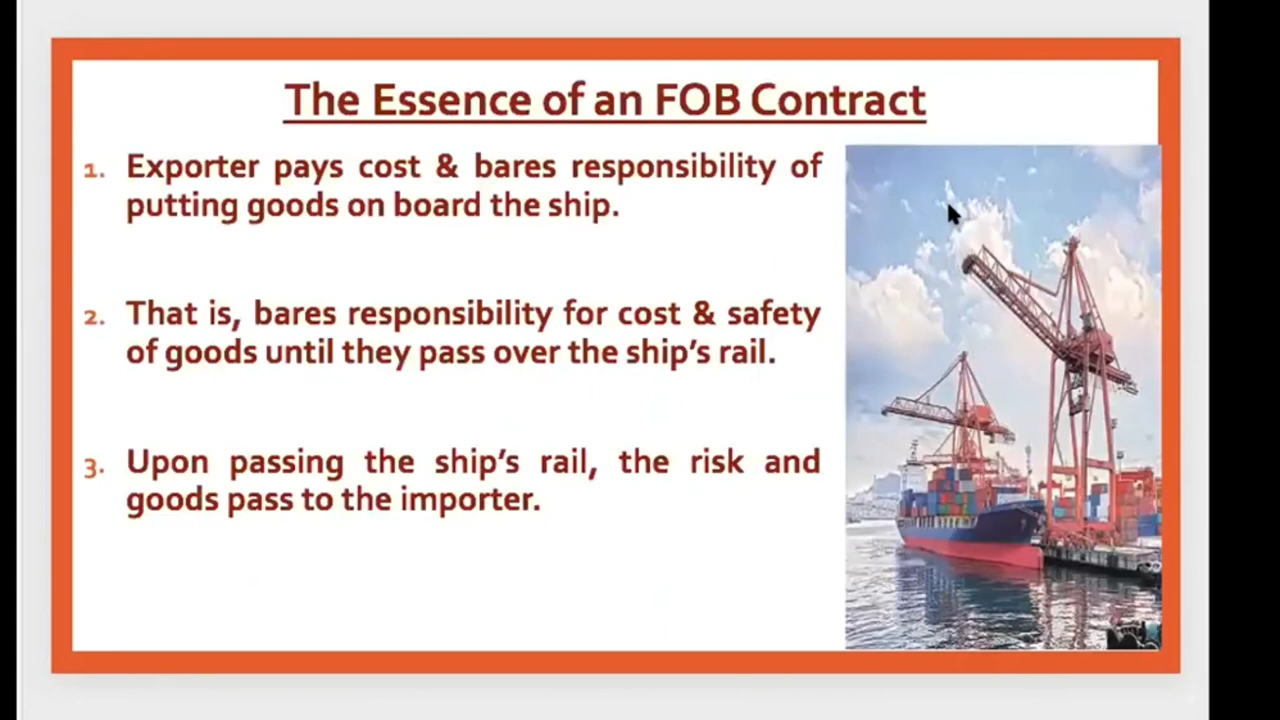 The Essence of an FOB Contract
1. Exporter pays cost & bares responsibility of
putting goods on board the ship.
2. That is, bares responsibility for cost & safety
of goods until they pass over the ship's rail.
3. Upon passing the ship's rail, the risk and
goods pass to the importer.